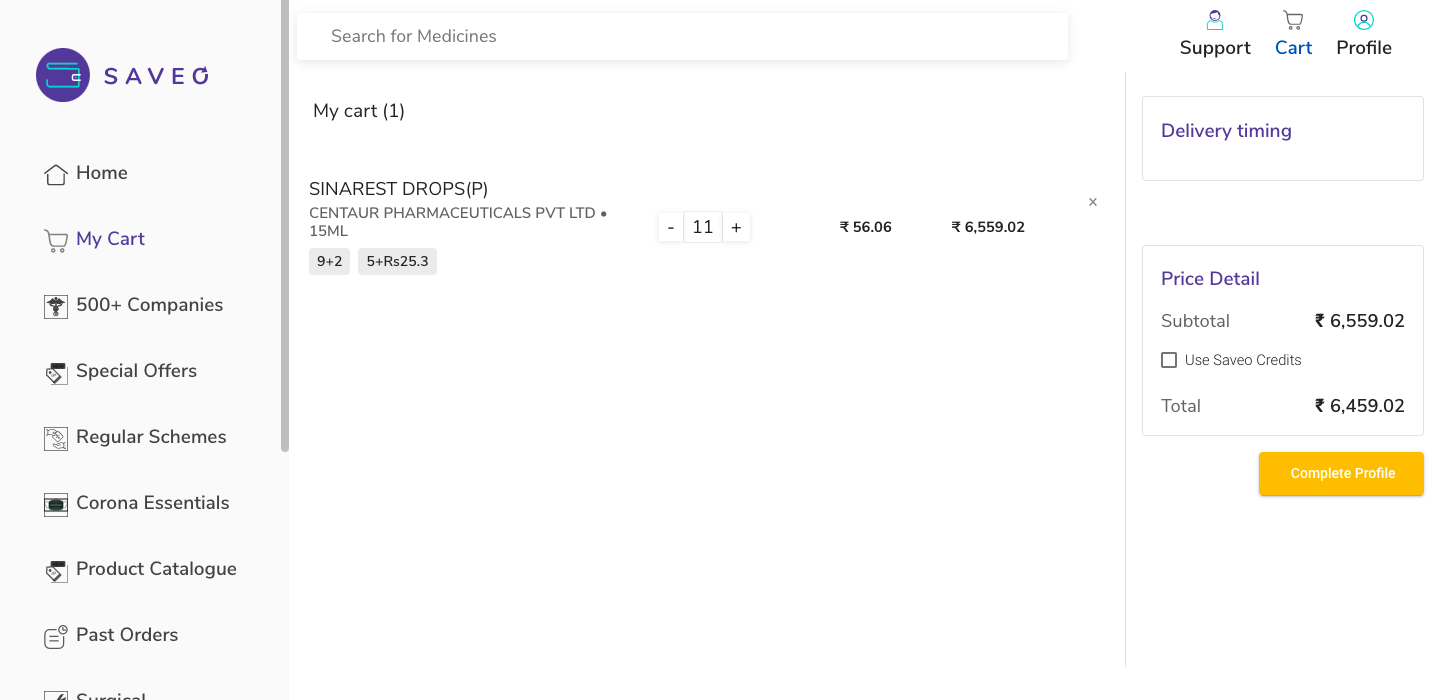 SAVEO
Home
My Cart
500+ Companies
Special Offers
Regular Schemes
Corona Essentials
Product Catalogue
Past Orders
Surgical
Search for Medicines
Support
Cart
Profile
My cart (1)
SINAREST DROPS(P)
CENTAUR PHARMACEUTICALS PVT LTD •
15ML
9+2 5+Rs25.3
- 11 +
₹ 56.06
₹ 6,559.02
x
Delivery timing
Price Detail
Subtotal ₹ 6,559.02
Use Saveo Credits
Total ₹ 6,459.02
Complete Profile